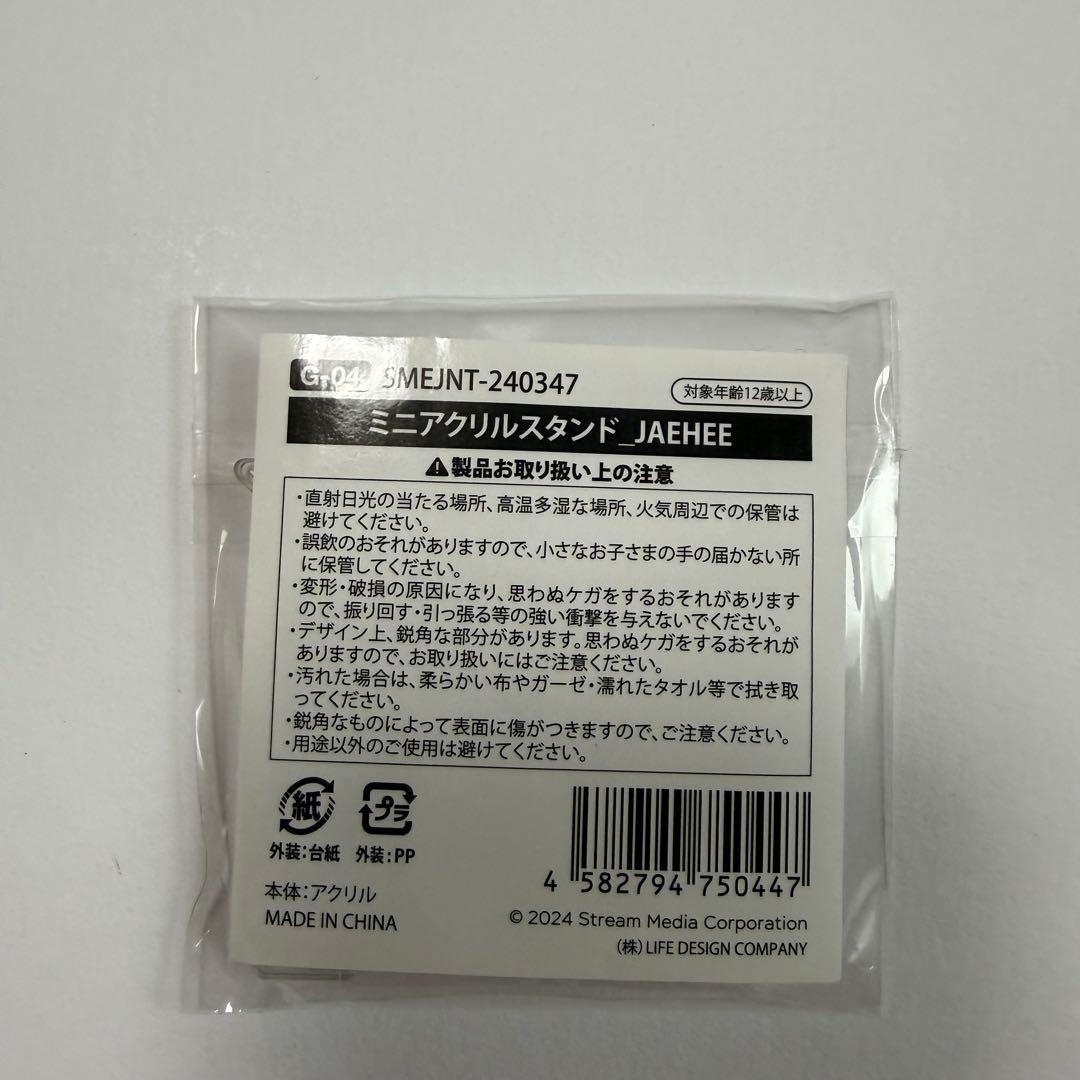 G-04 SMEJNT-240347
対象年齢12歳以上
ミニアクリルスタンド_JAEHEE
⚠製品お取り扱い上の注意
・直射日光の当たる場所、高温多湿な場所、火気周辺での保管は
避けてください。
・誤飲のおそれがありますので、小さなお子さまの手の届かない所
に保管してください。
・変形・破損の原因になり、思わぬケガをするおそれがあります
ので、振り回す・引っ張る等の強い衝撃を与えないでください。
・デザイン上、鋭角な部分があります。思わぬケガをするおそれが
ありますので、お取り扱いにはご注意ください。
・汚れた場合は、柔らかい布やガーゼ・濡れたタオル等で拭き取
ってください。
・鋭角なものによって表面に傷がつきますので、ご注意ください。
・用途以外のご使用は避けてください。
紙 プラ
外装:台紙 外装:PP
4 582794 750447
本体:アクリル
MADE IN CHINA
© 2024 Stream Media Corporation
(株)LIFE DESIGN COMPANY